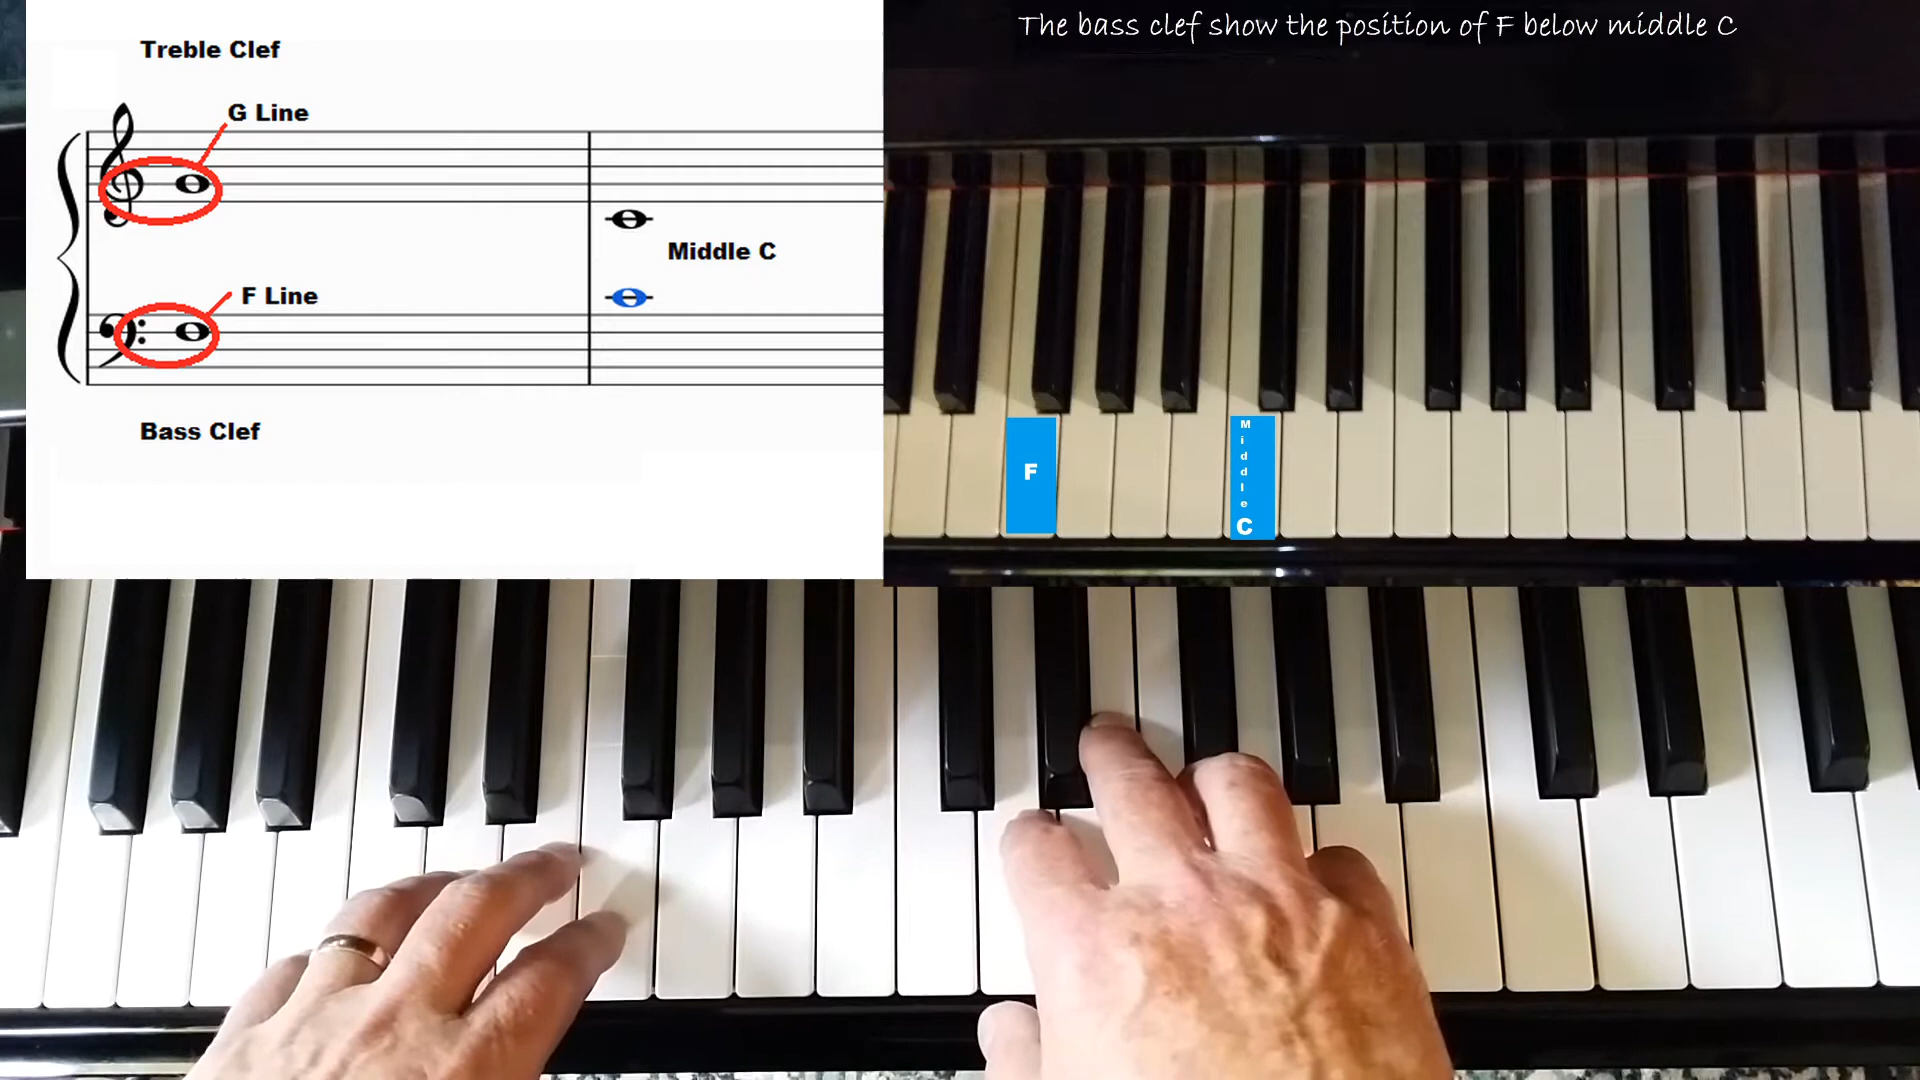 The bass clef show the position of F below middle C
Treble Clef
G Line
Middle C
F Line
Bass Clef
F
Middle
C